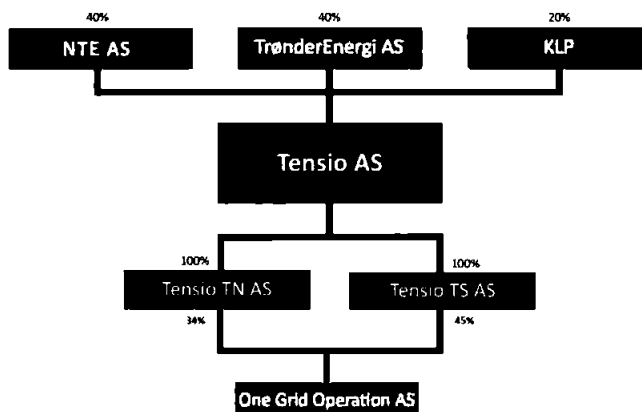 40% 40% 20%
NTE AS TrønderEnergi AS KLP
Tensio AS
100% 100%
Tensio TN AS Tensio TS AS
34% 45%
One Grid Operation AS